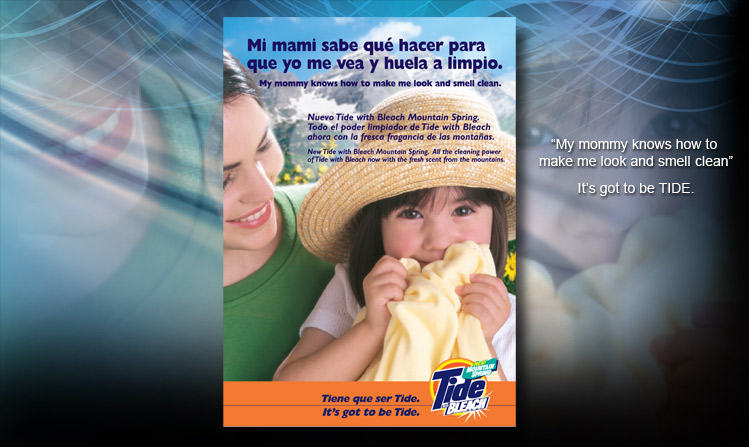 Mi mami sabe qué hacer para
que yo me vea y huela a limpio.
My mommy knows how to make me look and smell clean.
Nuevo Tide with Bleach Mountain Spring.
Todo el poder limpiador de Tide with Bleach
ahora con la fresca fragancia de las montañas.
New Tide with Bleach Mountain Spring. All the cleaning power
of Tide with Bleach now with the fresh scent from the mountains.
Tiene que ser Tide.
It's got to be Tide.
MOUNTAIN
SPRING
Tide
BLEACH
“My mommy knows how to
make me look and smell clean”
It's got to be TIDE.